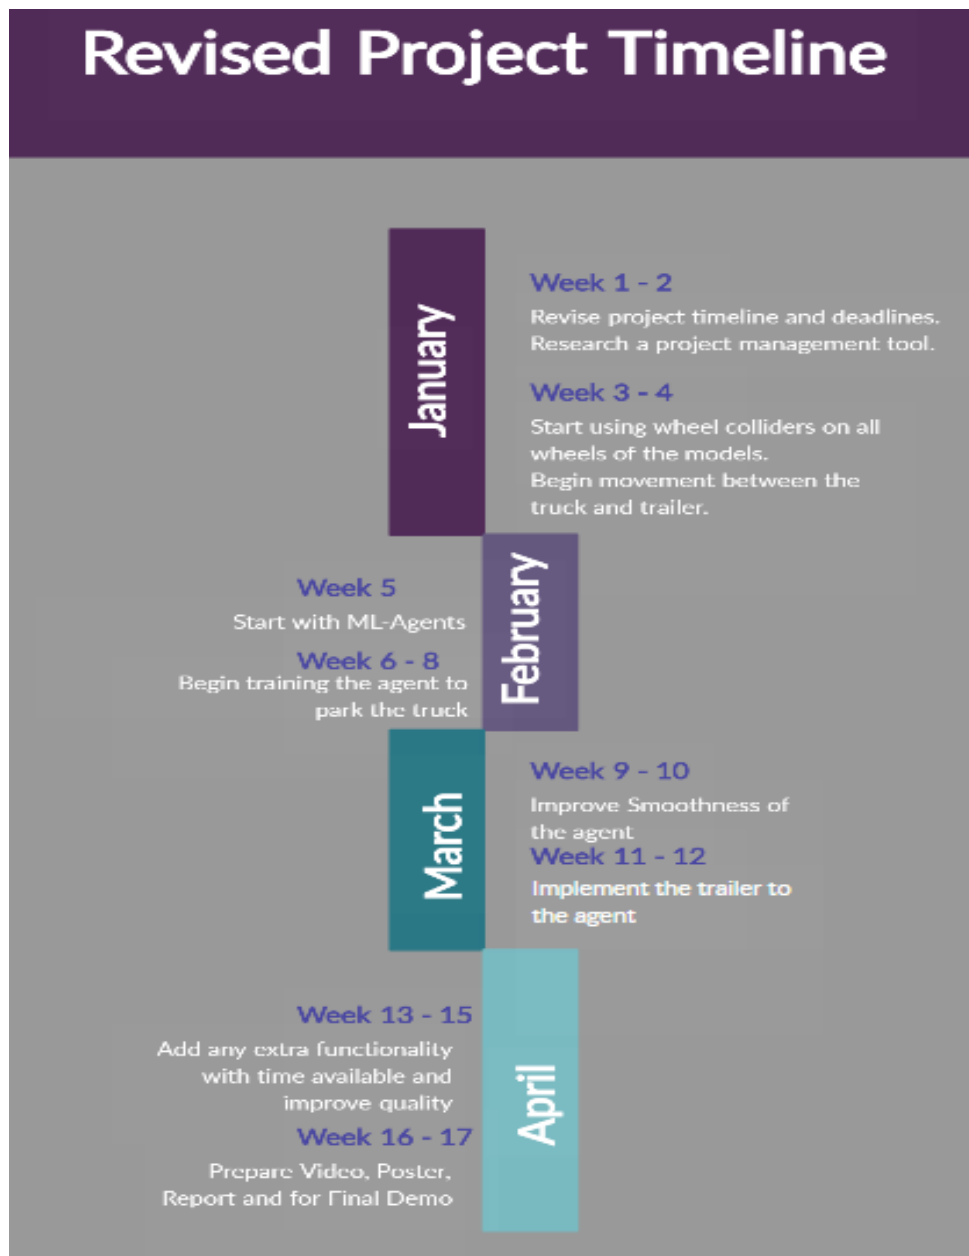 Revised Project Timeline
January
Week 1 - 2
Revise project timeline and deadlines.
Research a project management tool.
Week 3 - 4
Start using wheel colliders on all
wheels of the models.
Begin movement between the
truck and trailer.
February
Week 5
Start with ML-Agents
Week 6 - 8
Begin training the agent to
park the truck
March
Week 9 - 10
Improve Smoothness of
the agent
Week 11 - 12
Implement the trailer to
the agent
April
Week 13 - 15
Add any extra functionality
with time available and
improve quality
Week 16 - 17
Prepare Video, Poster,
Report and for Final Demo